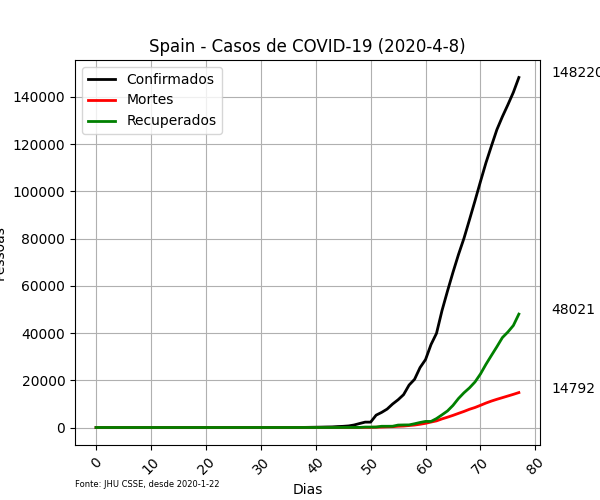 Spain - Casos de COVID-19 (2020-4-8)
Confirmados
Mortes
Recuperados
148220
48021
14792
140000
120000
100000
80000
60000
40000
20000
0
Pessoas
0 10 20 30 40 50 60 70 80
Dias
Fonte: JHU CSSE, desde 2020-1-22